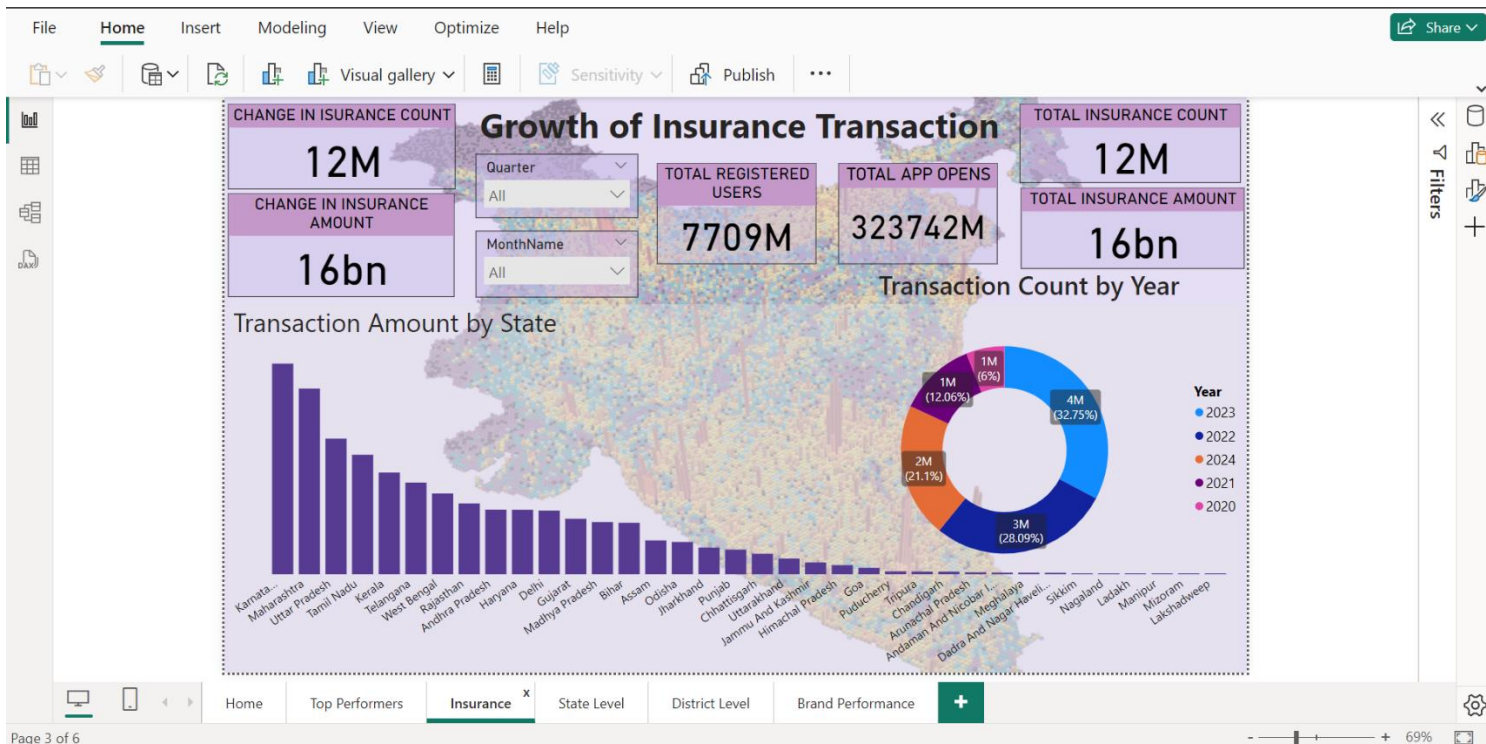 File Home Insert Modeling View Optimize Help
Share
Visual gallery
Sensitivity
Publish
CHANGE IN ISURANCE COUNT
12M
CHANGE IN INSURANCE
AMOUNT
16bn
Growth of Insurance Transaction
Quarter
All
MonthName
All
TOTAL REGISTERED
USERS
7709M
TOTAL APP OPENS
323742M
TOTAL INSURANCE COUNT
12M
TOTAL INSURANCE AMOUNT
16bn
Filters
DAX
Transaction Amount by State
Karnata...
Maharashtra
Uttar Pradesh
Tamil Nadu
Kerala
Telangana
West Bengal
Rajasthan
Andhra Pradesh
Haryana
Delhi
Gujarat
Madhya Pradesh
Bihar
Assam
Odisha
Jharkhand
Punjab
Chhattisgarh
Uttarakhand
Jammu And Kashmir
Himachal Pradesh
Goa
Puducherry
Tripura
Chandigarh
Arunachal Pradesh
Andaman And Nicobar I...
Meghalaya
Dadra And Nagar Haveli ...
Sikkim
Nagaland
Ladakh
Manipur
Mizoram
Lakshadweep
Transaction Count by Year
1M
(6%)
1M
(12.06%)
4M
(32.75%)
2M
(21.1%)
3M
(28.09%)
Year
2023
2022
2024
2021
2020
Home Top Performers Insurance x State Level District Level Brand Performance +
Page 3 of 6
- + 69%